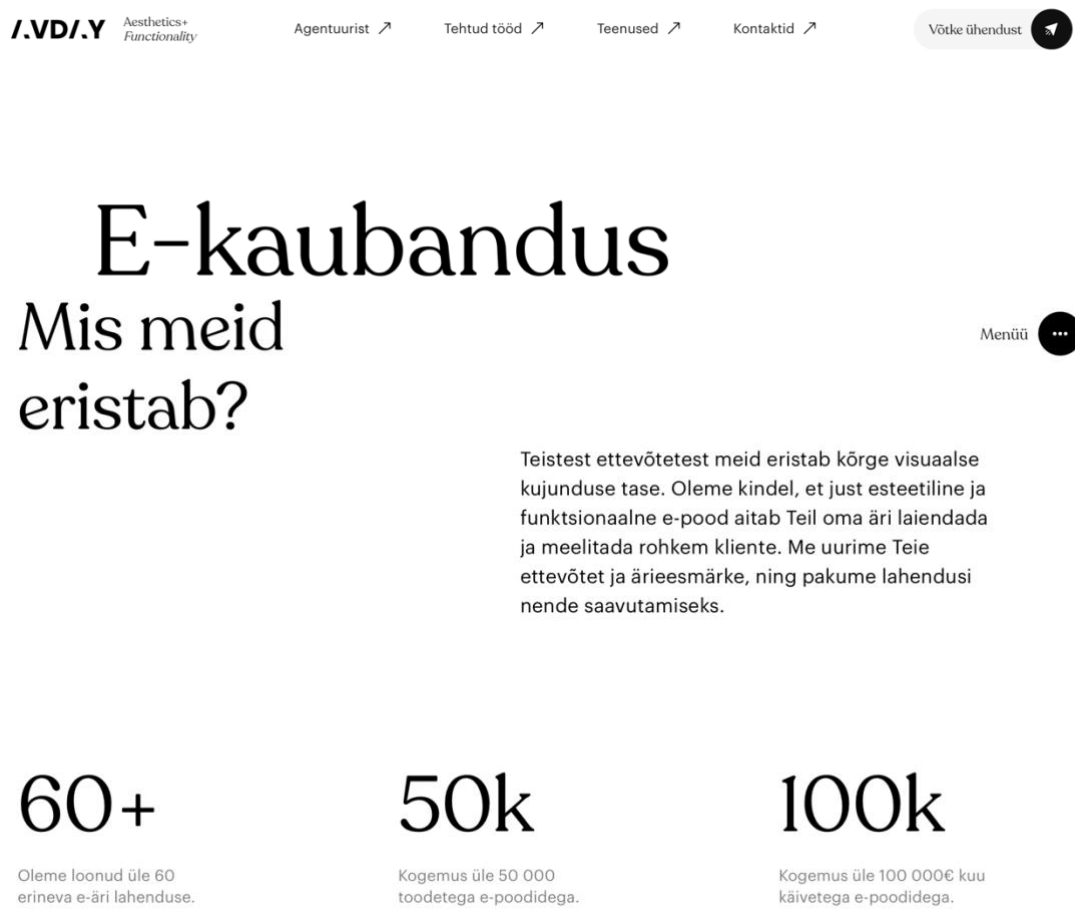 AVDAY
Aesthetics+
Functionality
Agentuurist
Tehtud tööd
Teenused
Kontaktid
Võtke ühendust
E-kaubandus
Mis meid
eristab?
Menüü
Teistest ettevõtetest meid eristab kõrge visuaalse
kujunduse tase. Oleme kindel, et just esteetiline ja
funktsionaalne e-pood aitab Teil oma äri laiendada
ja meelitada rohkem kliente. Me uurime Teie
ettevõtet ja ärieesmärke, ning pakume lahendusi
nende saavutamiseks.
60+
50k
100k
Oleme loonud üle 60
erineva e-äri lahenduse.
Kogemus üle 50 000
toodetega e-poodidega.
Kogemus üle 100 000€ kuu
käivetega e-poodidega.